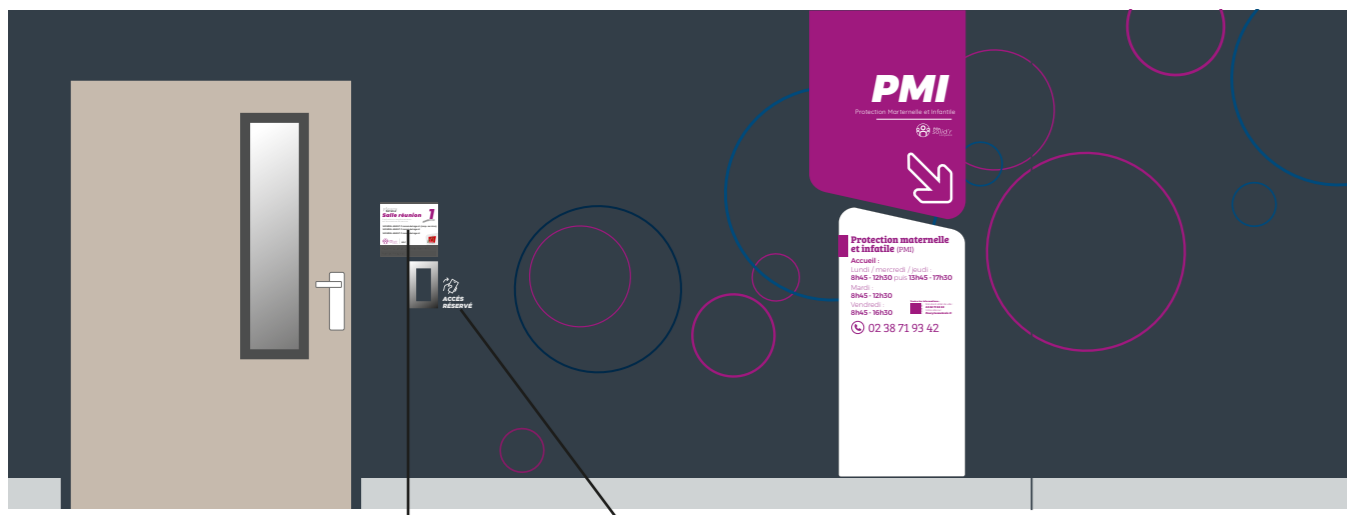 Salle réunion 1
ACCÈS
RÉSERVÉ
PMI
Protection Marternelle et Infantile
solid'r
Protection maternelle
et infatile (PMI)
Accueil :
Lundi / mercredi / jeudi :
8h45 - 12h30 puis 13h45 - 17h30
Mardi :
8h45 - 12h30
Vendredi :
8h45 - 16h30
02 38 71 93 42